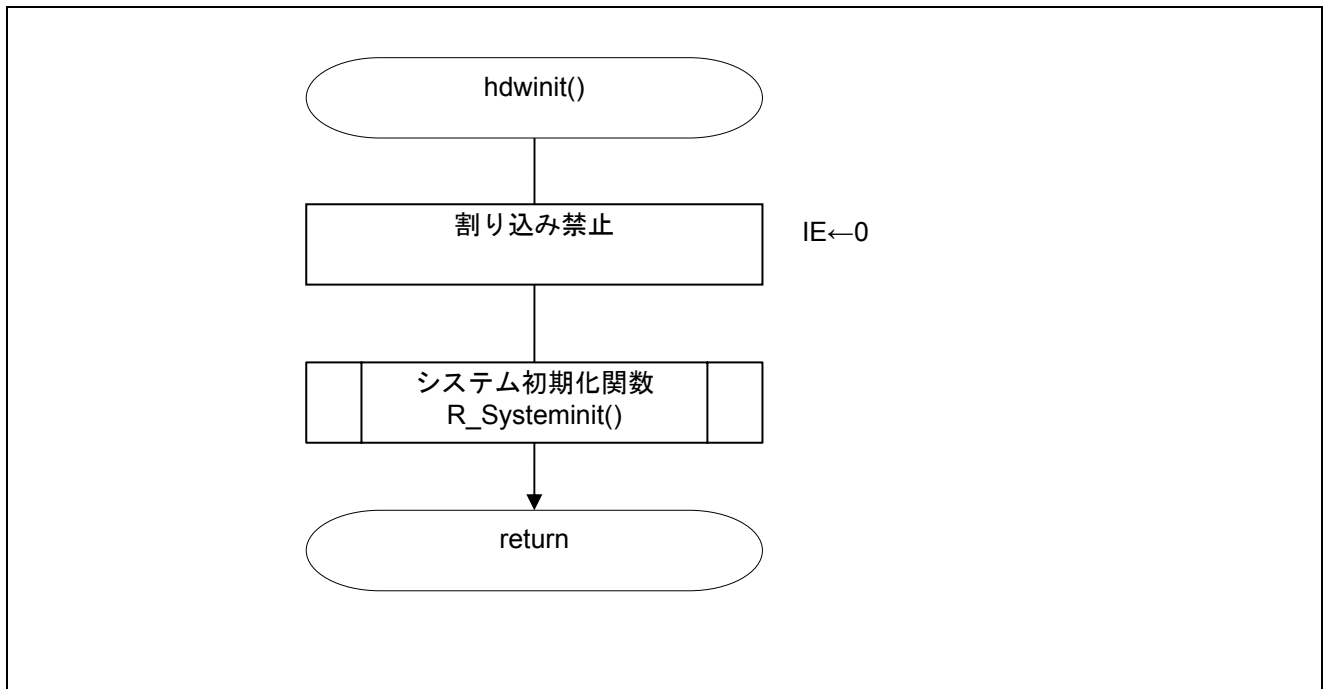 hdwinit()
割り込み禁止
IE←0
システム初期化関数
R_Systeminit()
return